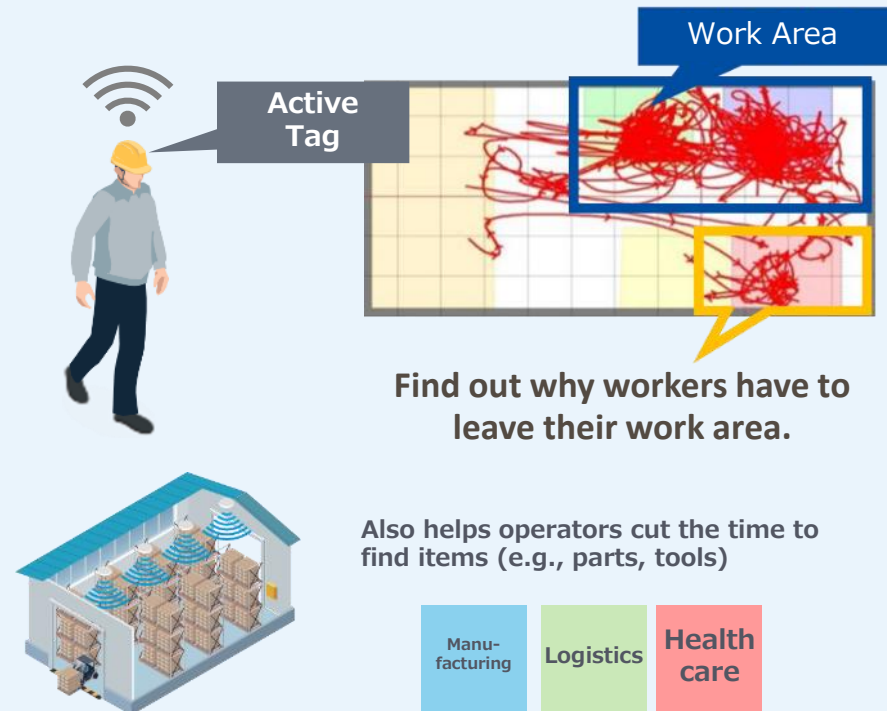 Work Area
Active
Tag
Find out why workers have to
leave their work area.
Also helps operators cut the time to
find items (e.g., parts, tools)
Manu-
facturing
Logistics
Health
care